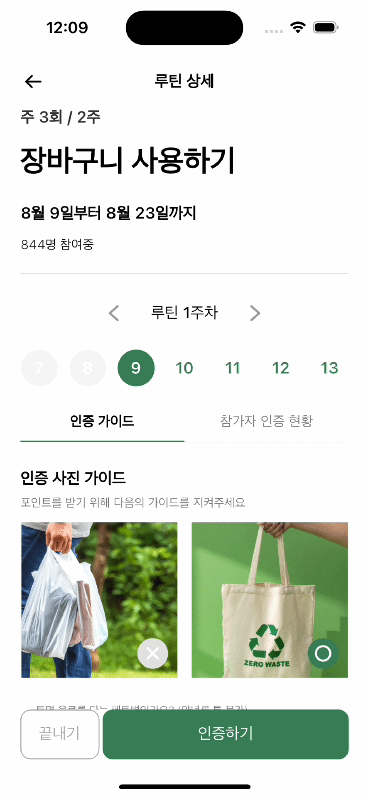 12:09
루틴 상세
주 3회 / 2주
장바구니 사용하기
8월 9일부터 8월 23일까지
844명 참여중
루틴 1주차
7 8 9 10 11 12 13
인증 가이드 참가자 인증 현황
인증 사진 가이드
포인트를 받기 위해 다음의 가이드를 지켜주세요
ZERO WASTE
끝내기 인증하기